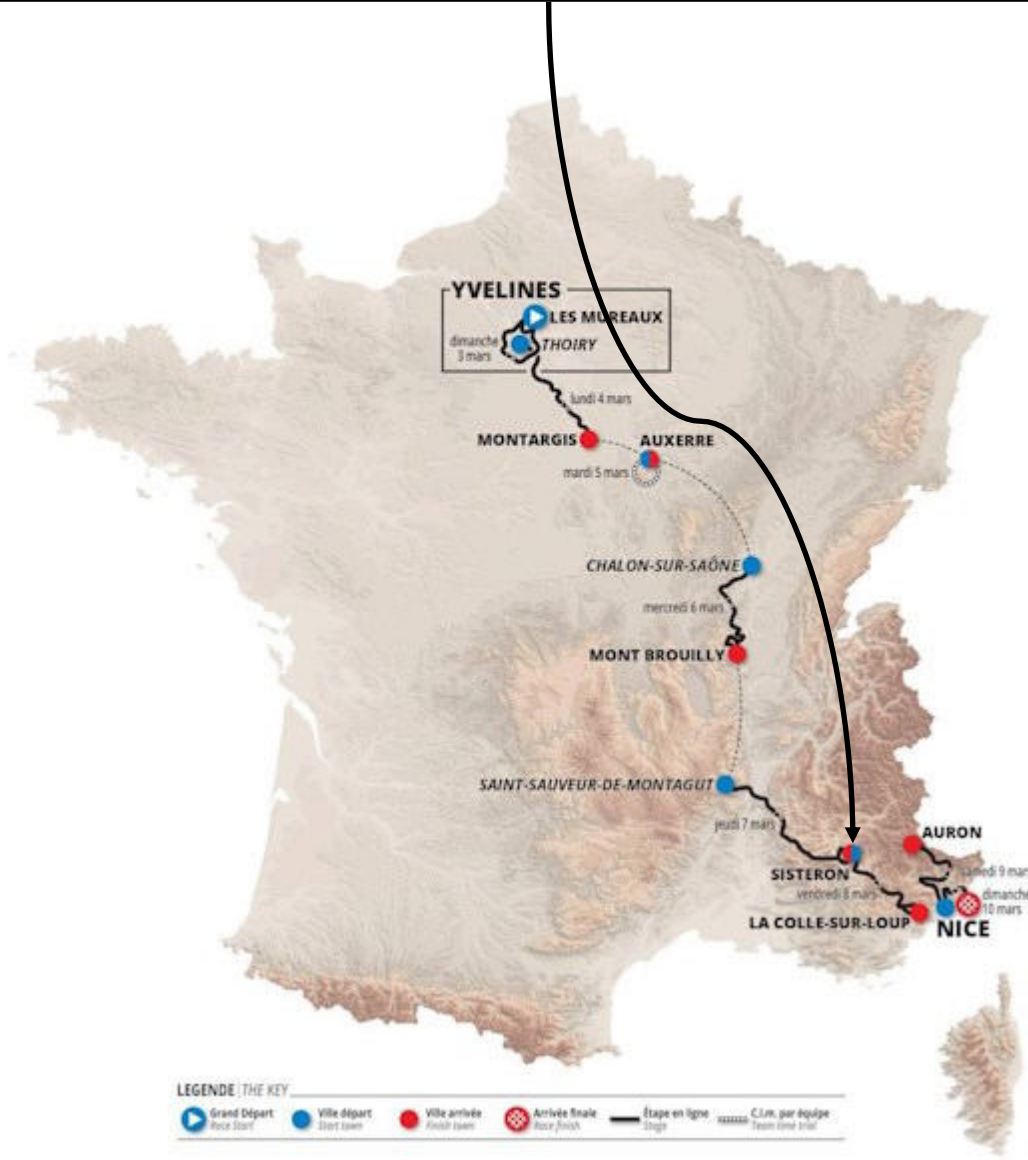 YVELINES
LES MUREAUX
dimanche
3 mars
THOIRY
lundi 4 mars
MONTARGIS
AUXERRE
mardi 5 mars
CHALON-SUR-SAÔNE
mercredi 6 mars
MONT BROUILLY
SAINT-SAUVEUR-DE-MONTAGUT
jeudi 7 mars
AURON
SISTERON
samedi 9 mars
vendredi 8 mars
dimanche
10 mars
LA COLLE-SUR-LOUP
NICE
LEGENDE | THE KEY
Grand Départ
Race Start
Ville départ
Start town
Ville arrivée
Finish town
Arrivée finale
Race finish
Étape en ligne
Stage
C.l.m. par équipe
Team time trial